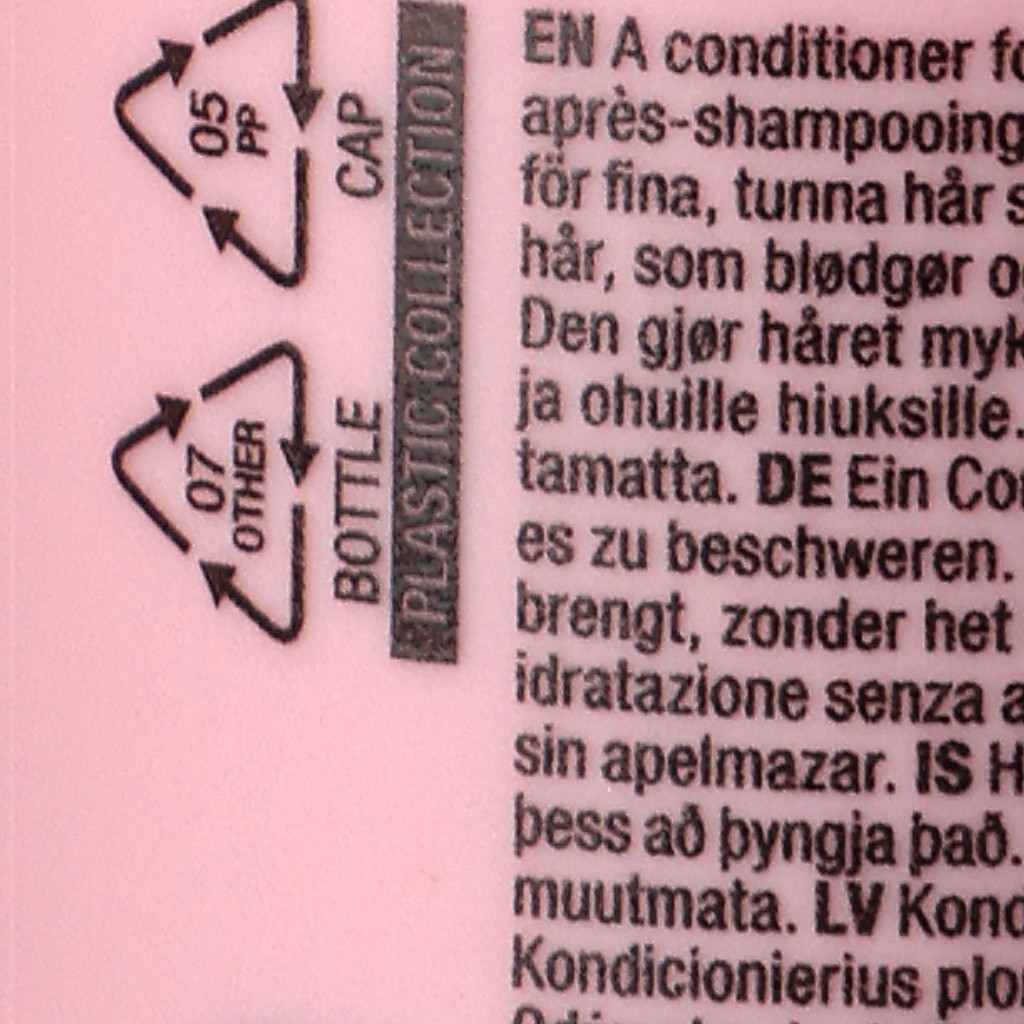 05
PP
CAP
07
OTHER
BOTTLE
PLASTIC COLLECTION
EN A conditioner
après-shampooing
för fina, tunna hår
hår, som blødgør
Den gjør håret
ja ohuille hiuksille.
tamatta. DE Ein
es zu beschweren.
brengt, zonder het
idratazione senza
sin apelmazar. IS
þess að þyngja það.
muutmata. LV
Kondicionierius